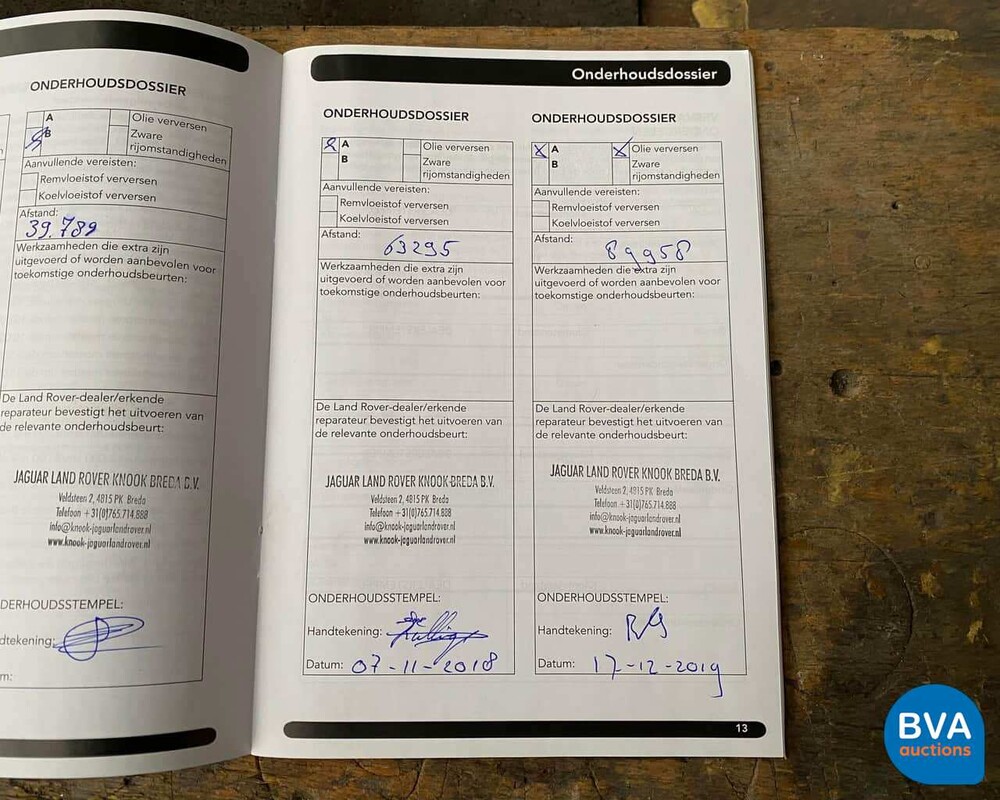 ONDERHOUDSDOSSIER
A
Olie verversen
B
Zware
rijomstandigheden
Aanvullende vereisten:
Remvloeistof verversen
Koelvloeistof verversen
Afstand:
39.789
Werkzaamheden die extra zijn
uitgevoerd of worden aanbevolen voor
toekomstige onderhoudsbeurten:
De Land Rover-dealer/erkende
reparateur bevestigt het uitvoeren van
de relevante onderhoudsbeurt:
JAGUAR LAND ROVER KNOOK BREDA B.V.
Veldsteen 2, 4815 PK Breda
Telefoon +31(0)765.714.888
info@knook-jaguarlandrover.nl
www.knook-jaguarlandrover.nl
DERHOUDSSTEMPEL:
dtekening:
m:
Onderhoudsdossier
ONDERHOUDSDOSSIER
A
Olie verversen
B
Zware
rijomstandigheden
Aanvullende vereisten:
Remvloeistof verversen
Koelvloeistof verversen
Afstand:
63295
Werkzaamheden die extra zijn
uitgevoerd of worden aanbevolen voor
toekomstige onderhoudsbeurten:
De Land Rover-dealer/erkende
reparateur bevestigt het uitvoeren van
de relevante onderhoudsbeurt:
JAGUAR LAND ROVER KNOOK BREDA B.V.
Veldsteen 2, 4815 PK Breda
Telefoon +31(0)765.714.888
info@knook-jaguarlandrover.nl
www.knook-jaguarlandrover.nl
ONDERHOUDSSTEMPEL:
Handtekening:
Datum: 07-11-2018
ONDERHOUDSDOSSIER
A
Olie verversen
B
Zware
rijomstandigheden
Aanvullende vereisten:
Remvloeistof verversen
Koelvloeistof verversen
Afstand:
89958
Werkzaamheden die extra zijn
uitgevoerd of worden aanbevolen voor
toekomstige onderhoudsbeurten:
De Land Rover-dealer/erkende
reparateur bevestigt het uitvoeren van
de relevante onderhoudsbeurt:
JAGUAR LAND ROVER KNOOK BREDA B.V.
Veldsteen 2, 4815 PK Breda
Telefoon +31(0)765.714.888
info@knook-jaguarlandrover.nl
www.knook-jaguarlandrover.nl
ONDERHOUDSSTEMPEL:
Handtekening:
Datum: 17-12-2019
13
BVA
auctions